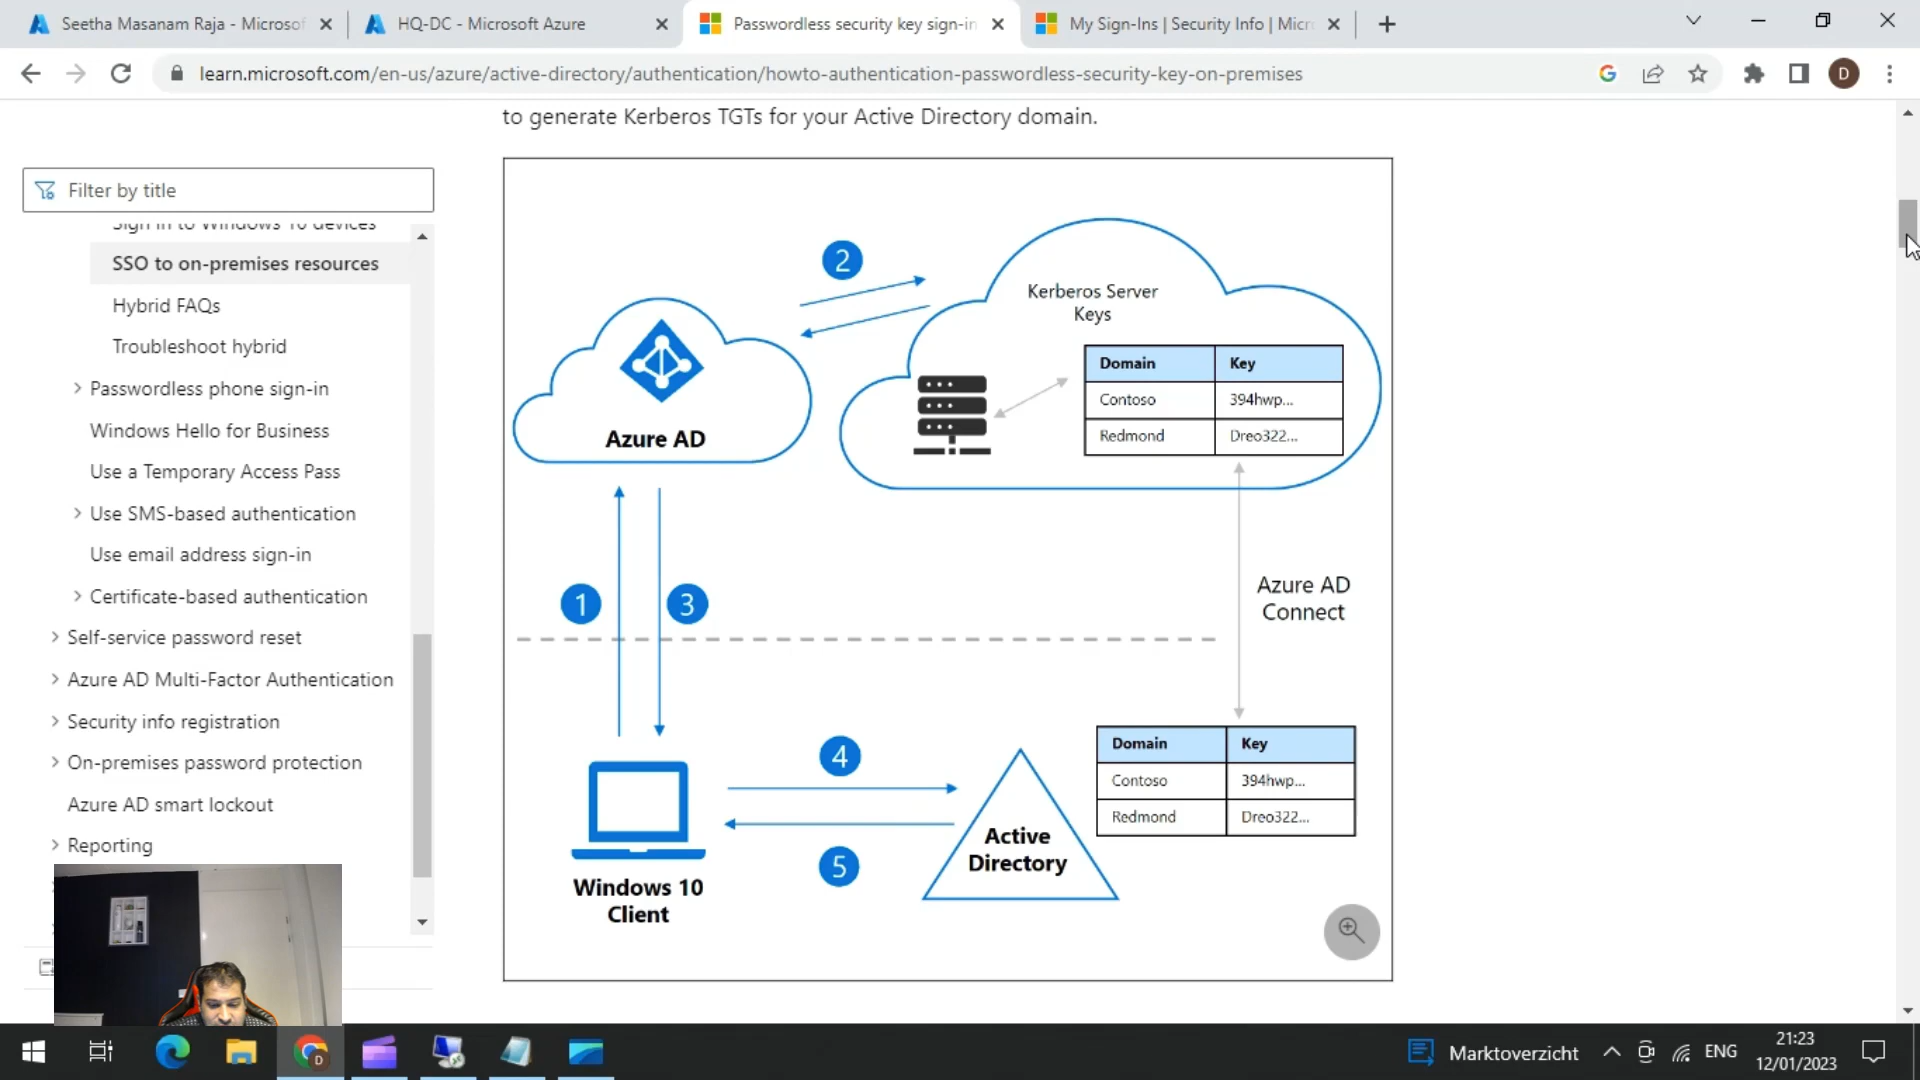 Seetha Masanam Raja - Microsof
HQ-DC - Microsoft Azure
Passwordless security key sign-in
My Sign-Ins | Security Info | Micr
learn.microsoft.com/en-us/azure/active-directory/authentication/howto-authentication-passwordless-security-key-on-premises
D
to generate Kerberos TGTs for your Active Directory domain.
Filter by title
Sign in to Windows 10 devices
SSO to on-premises resources
Hybrid FAQs
Troubleshoot hybrid
Passwordless phone sign-in
Windows Hello for Business
Use a Temporary Access Pass
Use SMS-based authentication
Use email address sign-in
Certificate-based authentication
Self-service password reset
Azure AD Multi-Factor Authentication
Security info registration
On-premises password protection
Azure AD smart lockout
Reporting
2
Kerberos Server
Keys
Domain Key
Contoso 394hwp...
Redmond Dreo322...
Azure AD
1
3
Azure AD
Connect
4
5
Domain Key
Contoso 394hwp...
Redmond Dreo322...
Active
Directory
Windows 10
Client
D
Marktoverzicht
ENG
21:23
12/01/2023